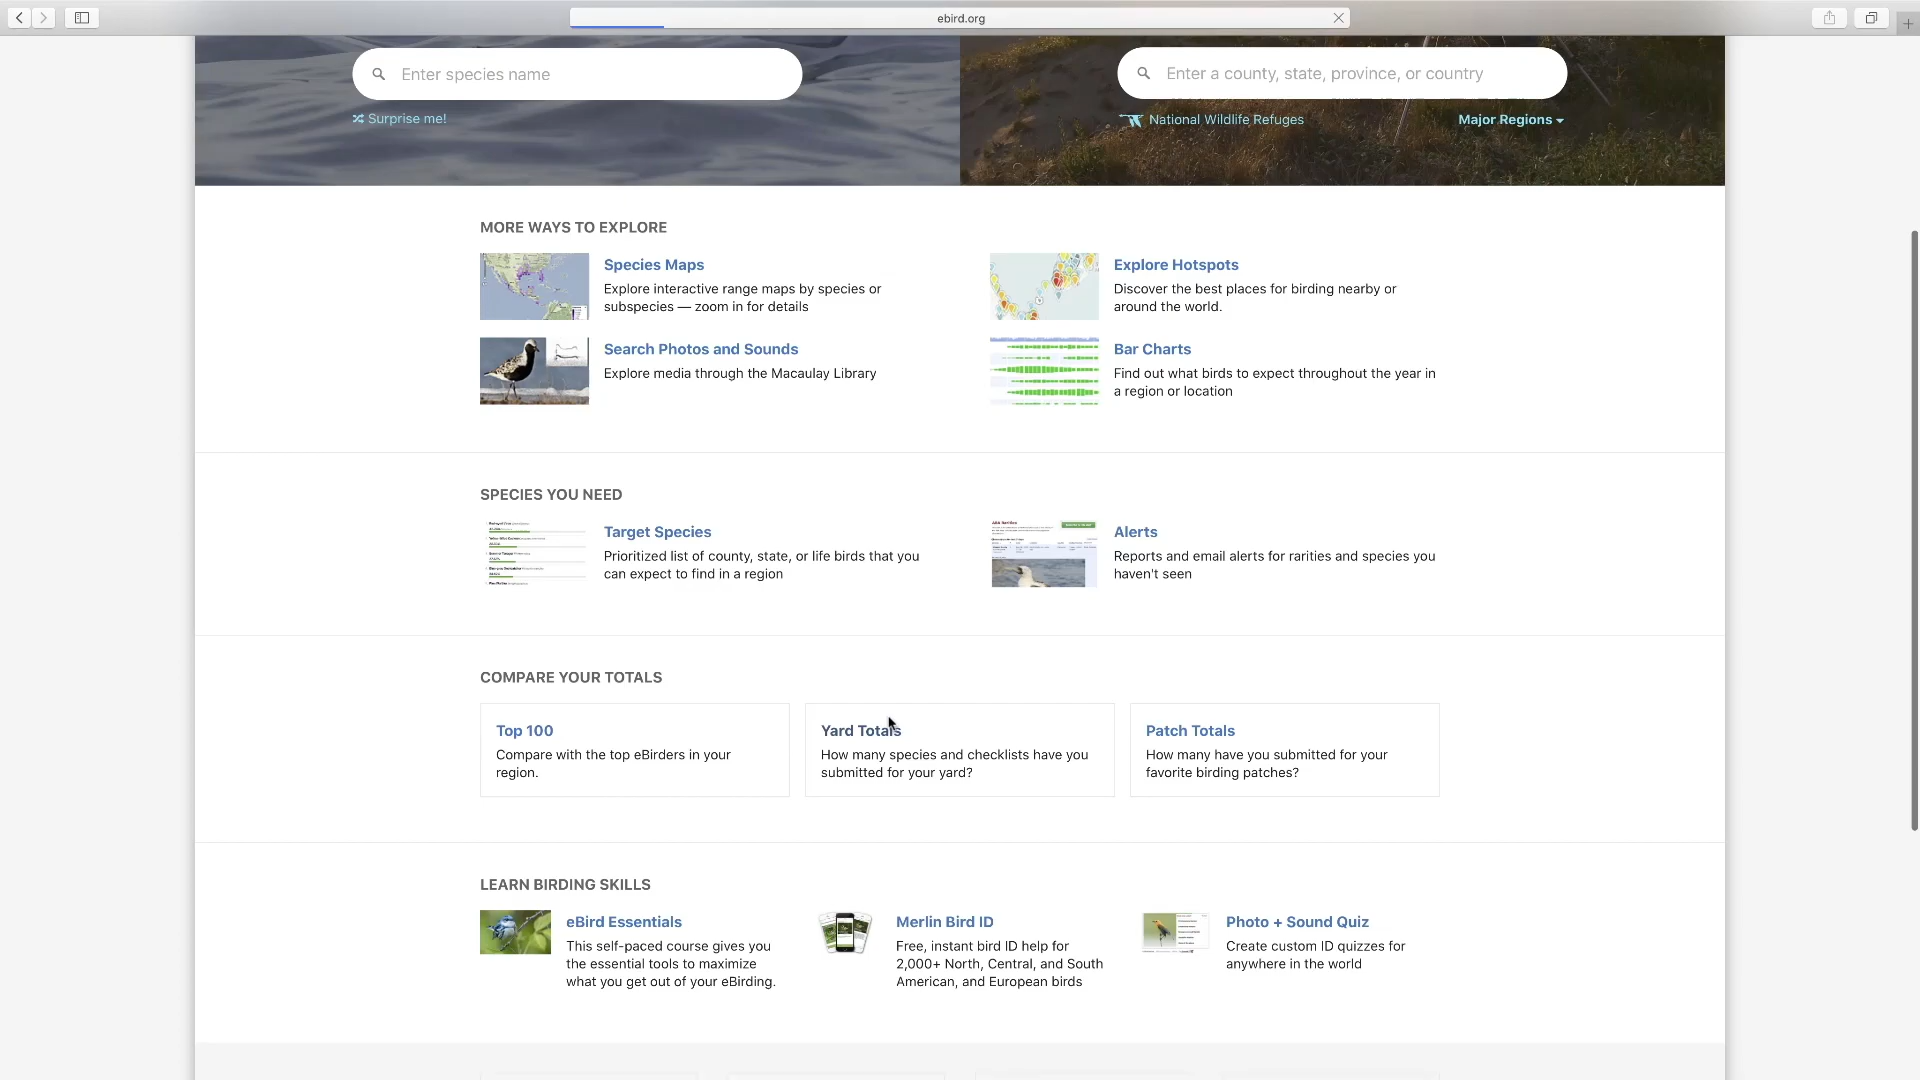 ebird.org
Enter species name
Enter a county, state, province, or country
Surprise me!
National Wildlife Refuges
Major Regions
MORE WAYS TO EXPLORE
Species Maps
Explore interactive range maps by species or
subspecies — zoom in for details
Explore Hotspots
Discover the best places for birding nearby or
around the world.
Search Photos and Sounds
Explore media through the Macaulay Library
Bar Charts
Find out what birds to expect throughout the year in
a region or location
SPECIES YOU NEED
Target Species
Prioritized list of county, state, or life birds that you
can expect to find in a region
Alerts
Reports and email alerts for rarities and species you
haven't seen
COMPARE YOUR TOTALS
Top 100
Compare with the top eBirders in your
region.
Yard Totals
How many species and checklists have you
submitted for your yard?
Patch Totals
How many have you submitted for your
favorite birding patches?
LEARN BIRDING SKILLS
eBird Essentials
This self-paced course gives you
the essential tools to maximize
what you get out of your eBirding.
Merlin Bird ID
Free, instant bird ID help for
2,000+ North, Central, and South
American, and European birds
Photo + Sound Quiz
Create custom ID quizzes for
anywhere in the world